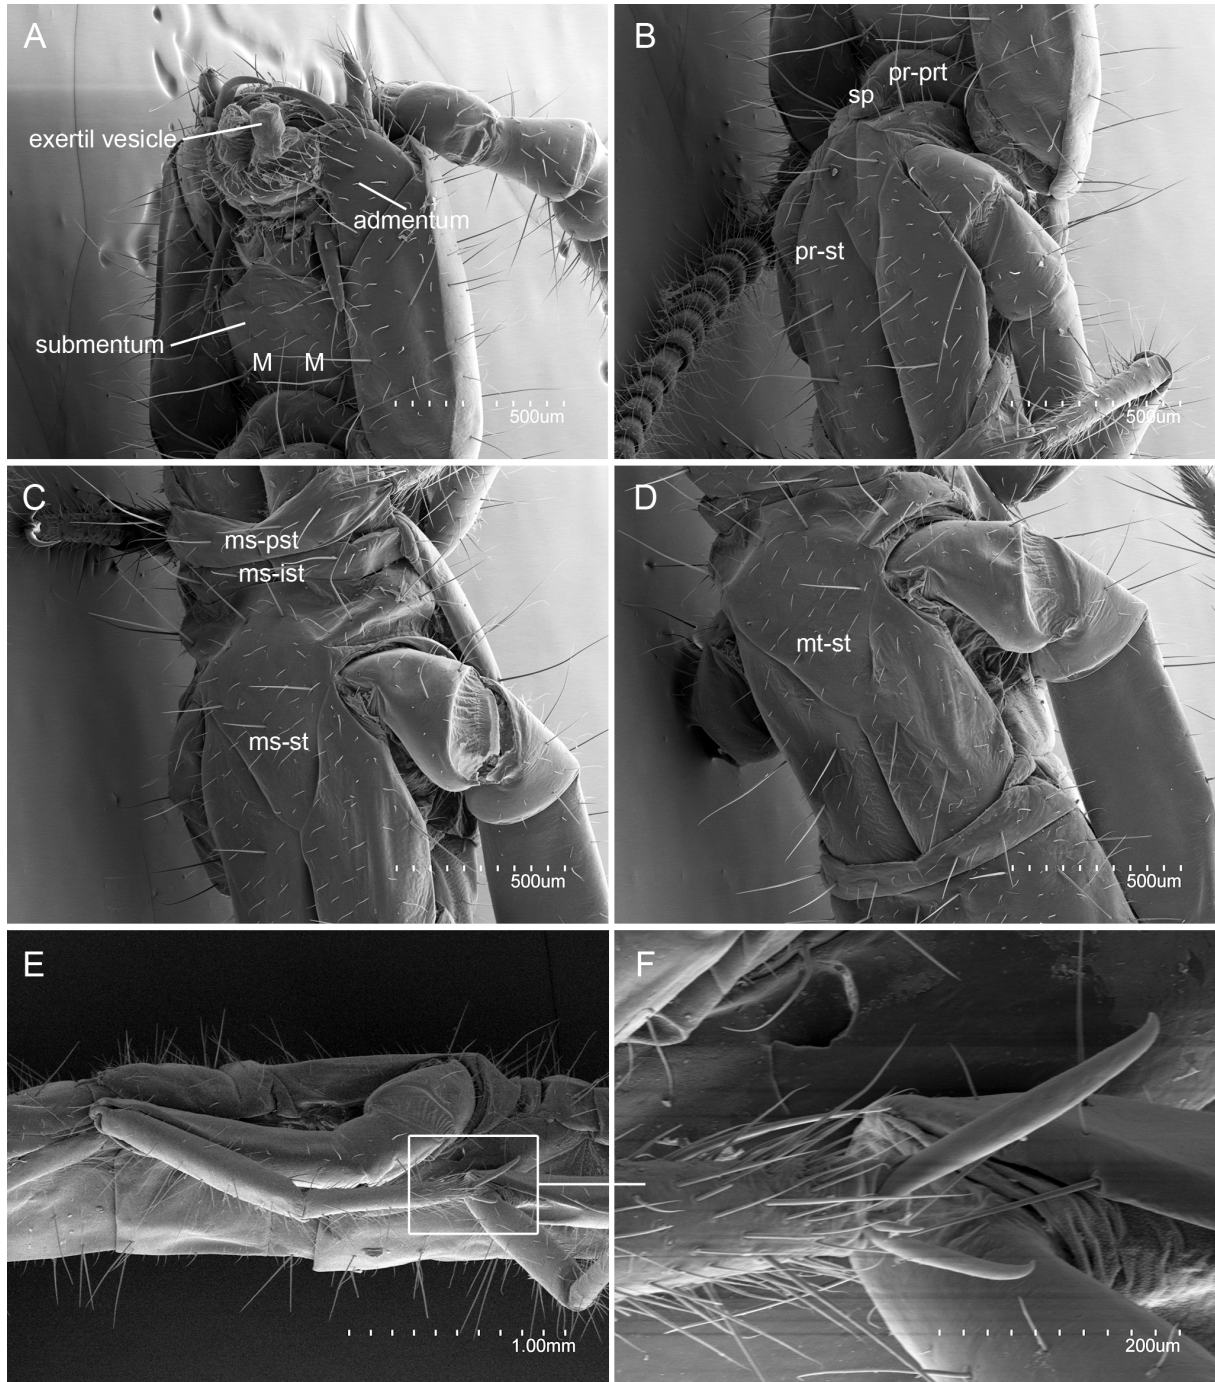 A
exertil vesicle
admentum
submentum
M M
500um
B
pr-prt
sp
pr-st
500um
C
ms-pst
ms-ist
ms-st
500um
D
mt-st
500um
E
1.00mm
F
200um